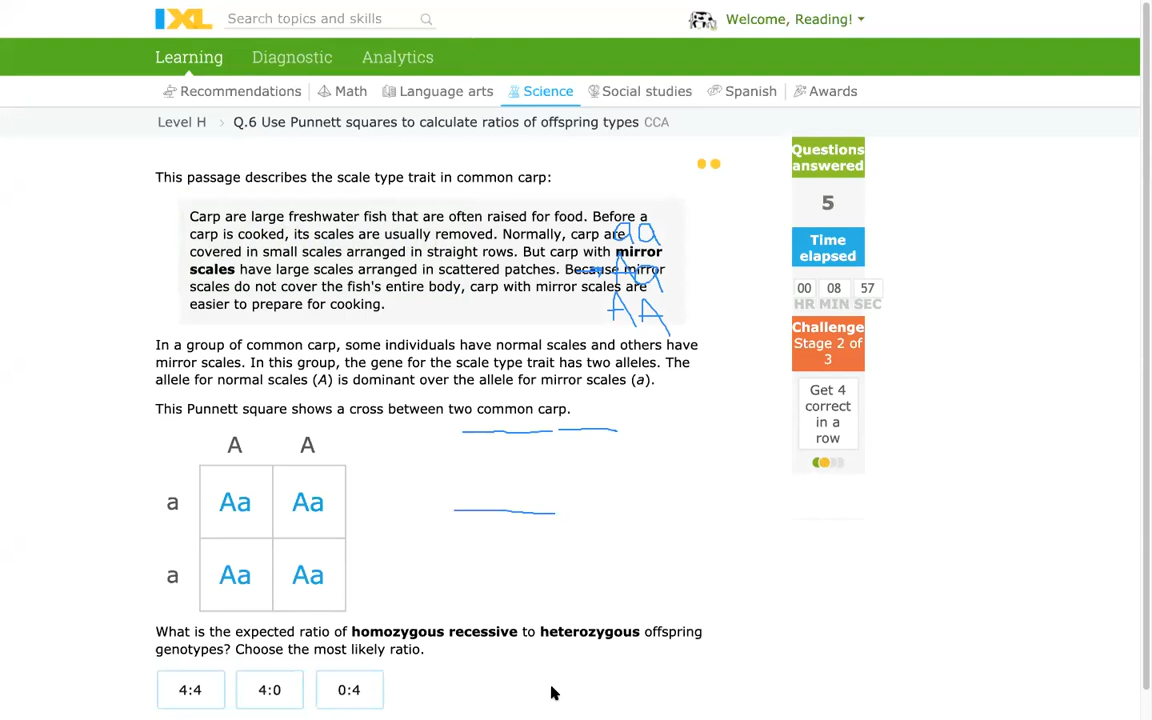 IXL Search topics and skills Welcome, Reading!
Learning Diagnostic Analytics
Recommendations Math Language arts Science Social studies Spanish Awards
Level H > Q.6 Use Punnett squares to calculate ratios of offspring types CCA
This passage describes the scale type trait in common carp:
Carp are large freshwater fish that are often raised for food. Before a
carp is cooked, its scales are usually removed. Normally, carp are
covered in small scales arranged in straight rows. But carp with mirror
scales have large scales arranged in scattered patches. Because mirror
scales do not cover the fish's entire body, carp with mirror scales are
easier to prepare for cooking.
aa
Aa
AA
In a group of common carp, some individuals have normal scales and others have
mirror scales. In this group, the gene for the scale type trait has two alleles. The
allele for normal scales (A) is dominant over the allele for mirror scales (a).
This Punnett square shows a cross between two common carp.
A A
a Aa Aa
a Aa Aa
What is the expected ratio of homozygous recessive to heterozygous offspring
genotypes? Choose the most likely ratio.
4:4 4:0 0:4
Questions
answered
5
Time
elapsed
00 08 57
HR MIN SEC
Challenge
Stage 2 of
3
Get 4
correct
in a
row